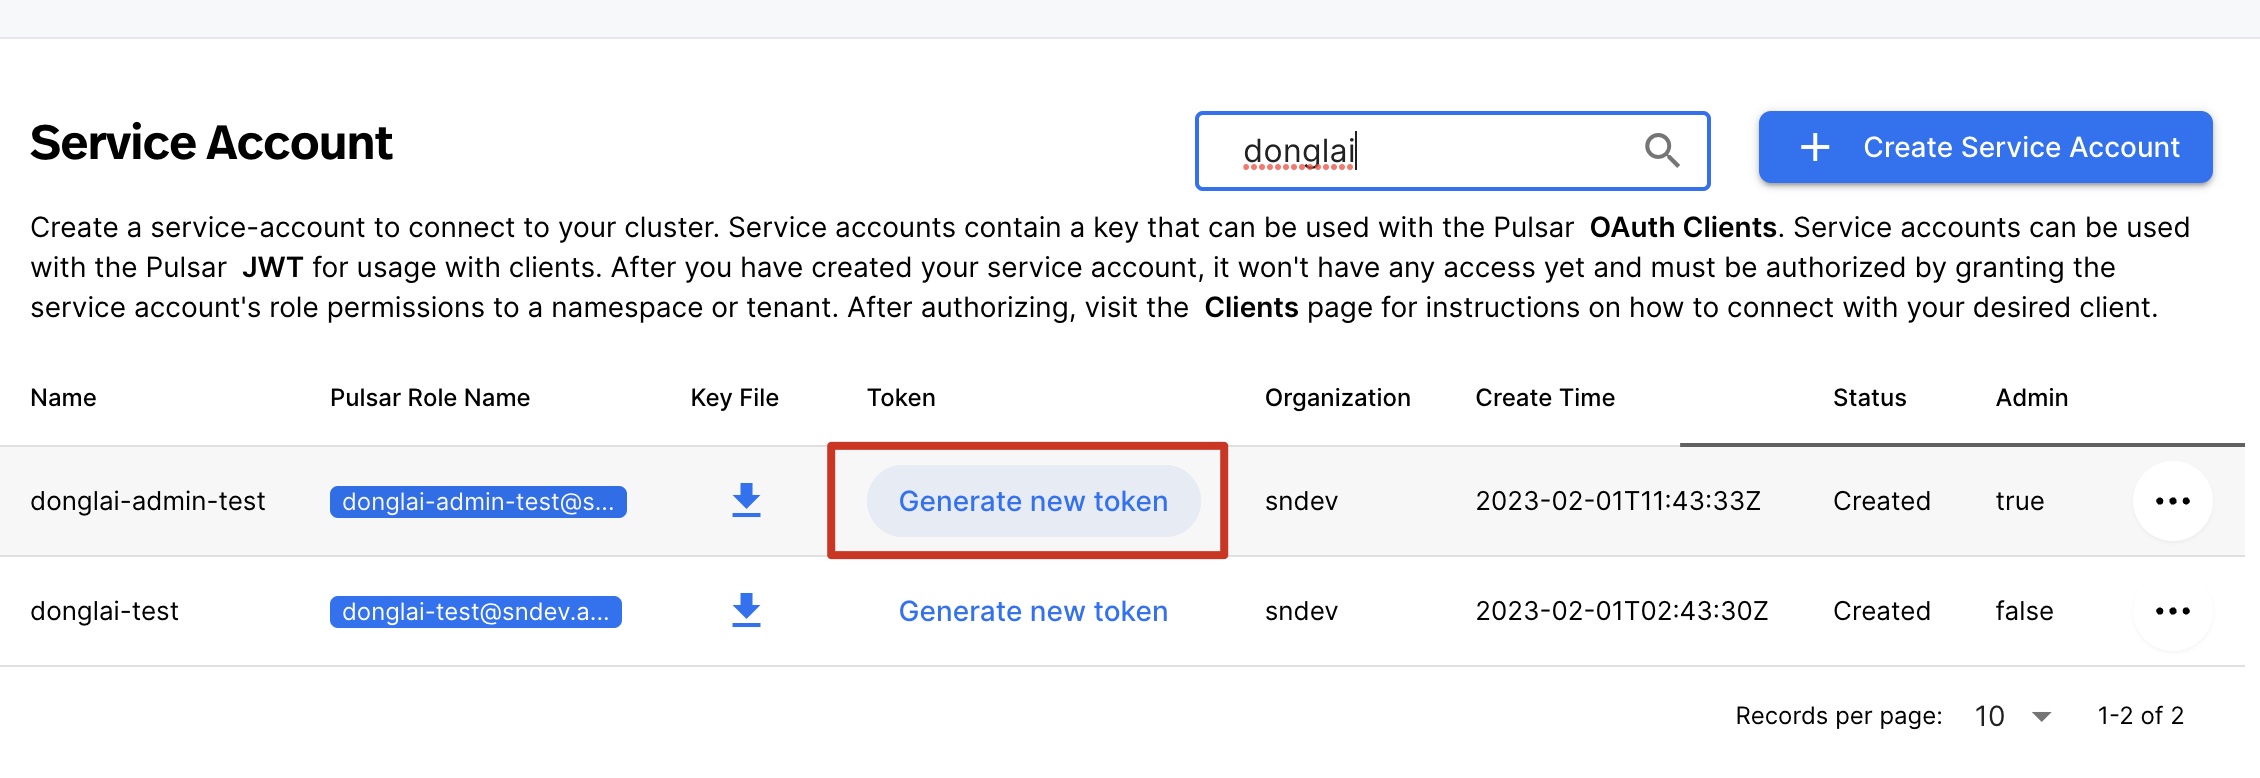 Service Account
donglai
Create Service Account
Create a service-account to connect to your cluster. Service accounts contain a key that can be used with the Pulsar OAuth Clients. Service accounts can be used
with the Pulsar JWT for usage with clients. After you have created your service account, it won't have any access yet and must be authorized by granting the
service account's role permissions to a namespace or tenant. After authorizing, visit the Clients page for instructions on how to connect with your desired client.
Name Pulsar Role Name Key File Token Organization Create Time Status Admin
donglai-admin-test donglai-admin-test@s... Generate new token sndev 2023-02-01T11:43:33Z Created true
donglai-test donglai-test@sndev.a... Generate new token sndev 2023-02-01T02:43:30Z Created false
Records per page: 10 1-2 of 2